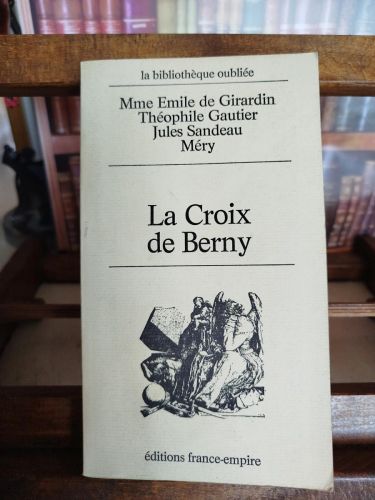 la bibliothèque oubliée
Mme Emile de Girardin
Théophile Gautier
Jules Sandeau
Méry
La Croix
de Berny
éditions france-empire